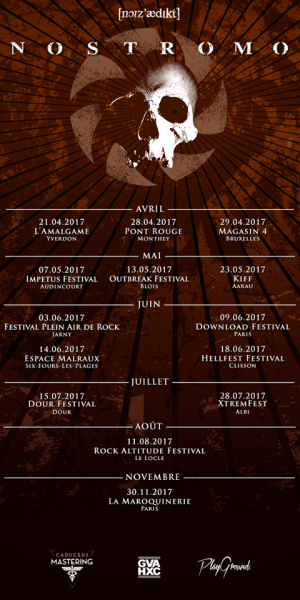 [nɔɪz'ædɪkt]
NOSTROMO
AVRIL
21.04.2017
L'AMALGAME
YVERDON
28.04.2017
PONT ROUGE
MONTHEY
29.04.2017
MAGASIN 4
BRUXELLES
MAI
07.05.2017
IMPETUS FESTIVAL
AUDINCOURT
13.05.2017
OUTBREAK FESTIVAL
BLOIS
23.05.2017
KIFF
AARAU
JUIN
03.06.2017
FESTIVAL PLEIN AIR DE ROCK
JARNY
09.06.2017
DOWNLOAD FESTIVAL
PARIS
14.06.2017
ESPACE MALRAUX
SIX-FOURS-LES-PLAGES
18.06.2017
HELLFEST FESTIVAL
CLISSON
JUILLET
15.07.2017
DOUR FESTIVAL
DOUR
28.07.2017
XTREMFEST
ALBI
AOÛT
11.08.2017
ROCK ALTITUDE FESTIVAL
LE LOCLE
NOVEMBRE
30.11.2017
LA MAROQUINERIE
PARIS
CADUCEUS
MASTERING
GVA
HXC
PlayGround